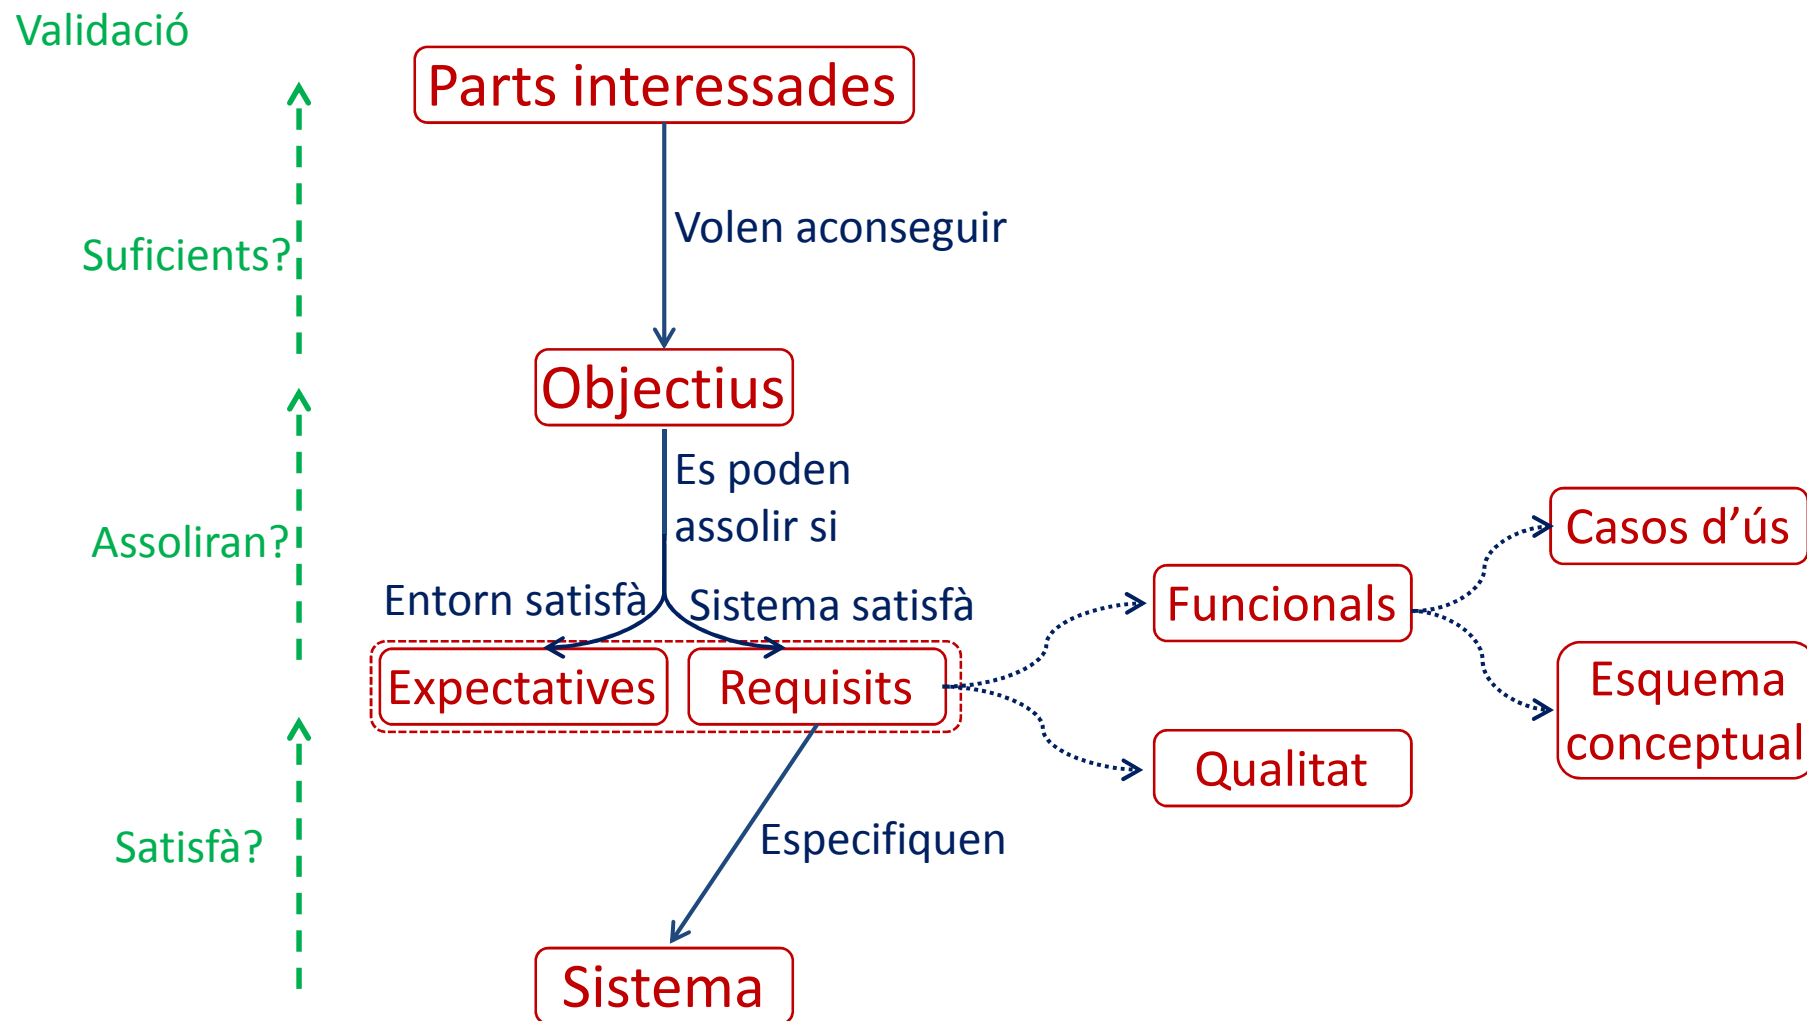 Validació
Parts interessades
Volen aconseguir
Suficients?
Objectius
Es poden
assolir si
Assoliran?
Casos d’ús
Entorn satisfà
Sistema satisfà
Funcionals
Expectatives
Requisits
Esquema
conceptual
Qualitat
Especifiquen
Satisfà?
Sistema